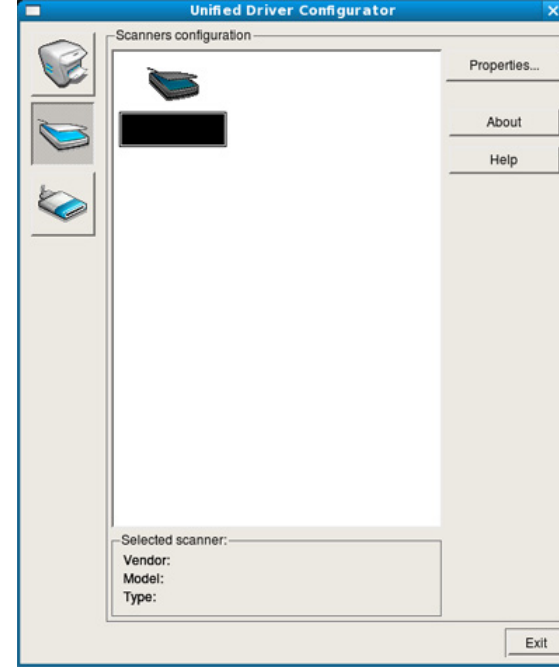 Unified Driver Configurator
Scanners configuration
Properties...
About
Help
Selected scanner:
Vendor:
Model:
Type:
Exit